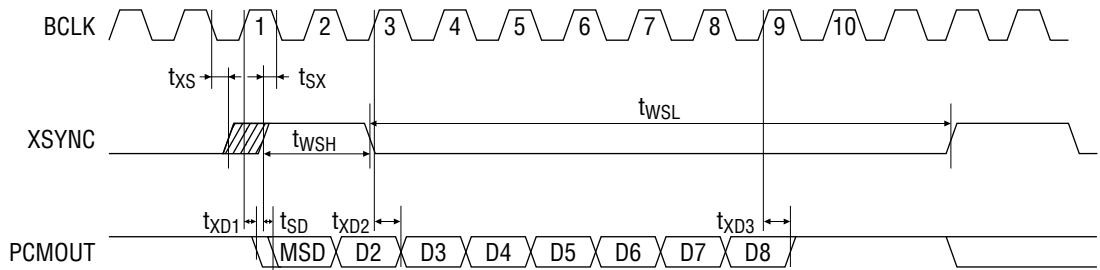 BCLK 1 2 3 4 5 6 7 8 9 10
tXS tSX
XSYNC tWSH tWSL
tXD1 tSD tXD2 tXD3
PCMOUT MSD D2 D3 D4 D5 D6 D7 D8